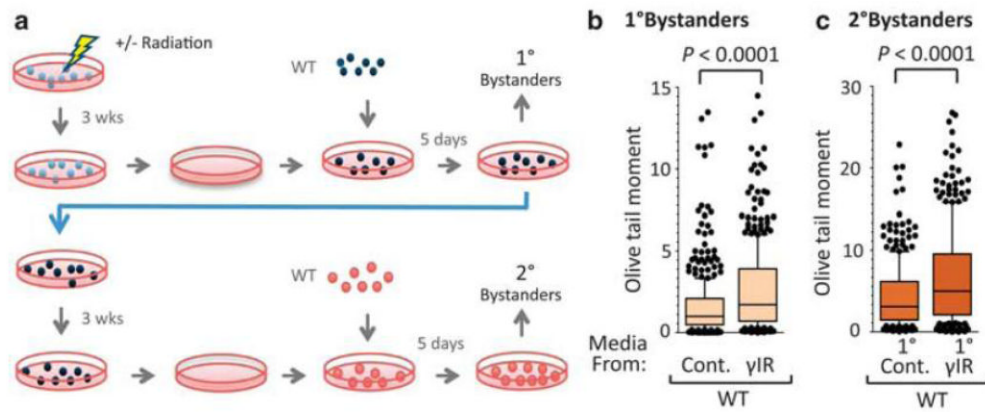 a
+/- Radiation
WT
1°
Bystanders
3 wks
5 days
WT
2°
Bystanders
3 wks
5 days
b 1°Bystanders
P < 0.0001
Olive tail moment
15
10
5
0
Media
From:
Cont. γIR
WT
c 2°Bystanders
P < 0.0001
Olive tail moment
30
20
10
0
1° 1°
Cont. γIR
WT